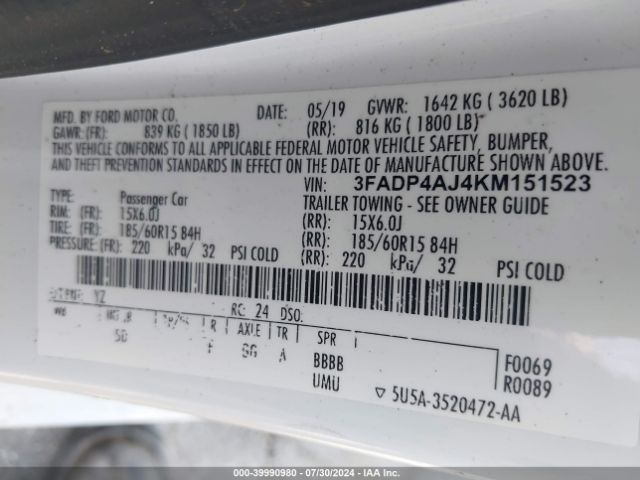 MFD. BY FORD MOTOR CO. DATE: 05/19 GVWR: 1642 KG ( 3620 LB)
GAWR: (FR): 839 KG ( 1850 LB) (RR): 816 KG ( 1800 LB)
THIS VEHICLE CONFORMS TO ALL APPLICABLE FEDERAL MOTOR VEHICLE SAFETY, BUMPER,
AND THEFT PREVENTION STANDARDS IN EFFECT ON THE DATE OF MANUFACTURE SHOWN ABOVE.
VIN: 3FADP4AJ4KM151523
TYPE: Passenger Car TRAILER TOWING - SEE OWNER GUIDE
RIM: (FR): 15X6.0J (RR): 15X6.0J
TIRE: (FR): 185/60R15 84H (RR): 185/60R15 84H
PRESSURE: (FR): 220 kPa/ 32 PSI COLD (RR): 220 kPa/ 32 PSI COLD
YZ RC: 24 DSO:
R AXLE TR SPR
5D F A BBBB F0069
UMU R0089
5U5A-3520472-AA
000-39990980 - 07/30/2024 - IAA Inc.